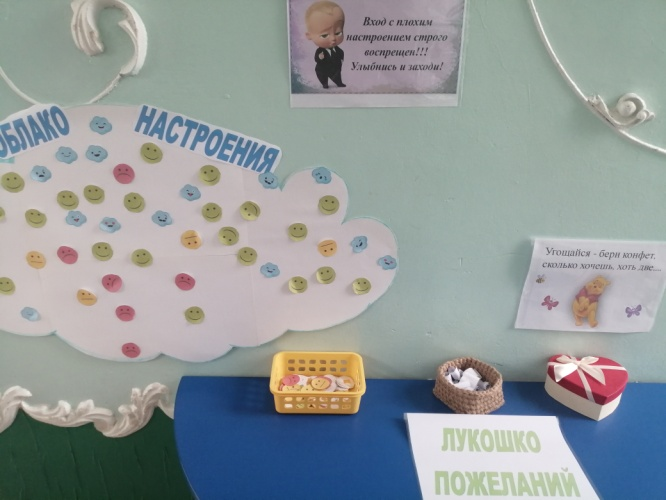 Вход с плохим
настроением строго
воспрещен!!!
Улыбнись и заходи!
ОБЛАКО НАСТРОЕНИЯ
Угощайся - бери конфет,
сколько хочешь, хоть две...
ЛУКОШКО
ПОЖЕЛАНИЙ